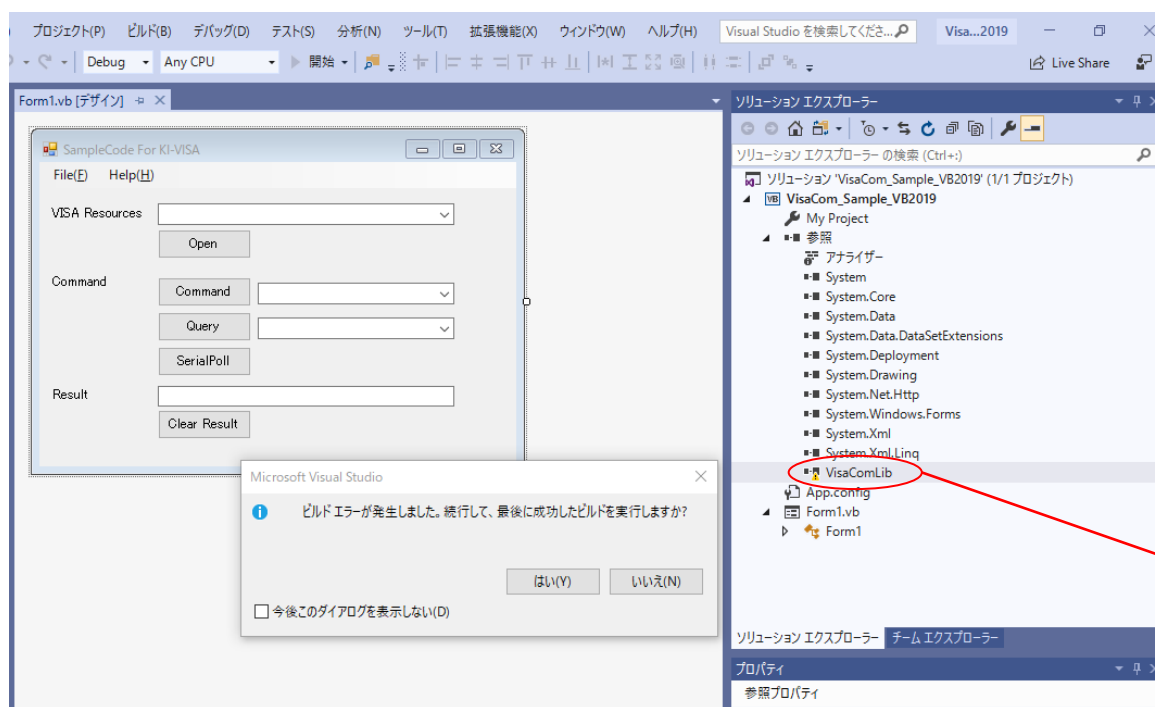 プロジェクト(P) ビルド(B) デバッグ(D) テスト(S) 分析(N) ツール(T) 拡張機能(X) ウィンドウ(W) ヘルプ(H) Visual Studio を検索してくださ... Visa...2019
Debug Any CPU 開始 Live Share
Form1.vb [デザイン]
SampleCode For KI-VISA
File(F) Help(H)
VISA Resources
Open
Command
Command
Query
SerialPoll
Result
Clear Result
Microsoft Visual Studio
ビルド エラーが発生しました。続行して、最後に成功したビルドを実行しますか?
はい(Y) いいえ(N)
今後このダイアログを表示しない(D)
ソリューション エクスプローラー
ソリューション エクスプローラー の検索 (Ctrl+:)
ソリューション 'VisaCom_Sample_VB2019' (1/1 プロジェクト)
VB VisaCom_Sample_VB2019
My Project
参照
アナライザー
System
System.Core
System.Data
System.Data.DataSetExtensions
System.Deployment
System.Drawing
System.Net.Http
System.Windows.Forms
System.Xml
System.Xml.Linq
VisaComLib
App.config
Form1.vb
Form1
ソリューション エクスプローラー チーム エクスプローラー
プロパティ
参照プロパティ